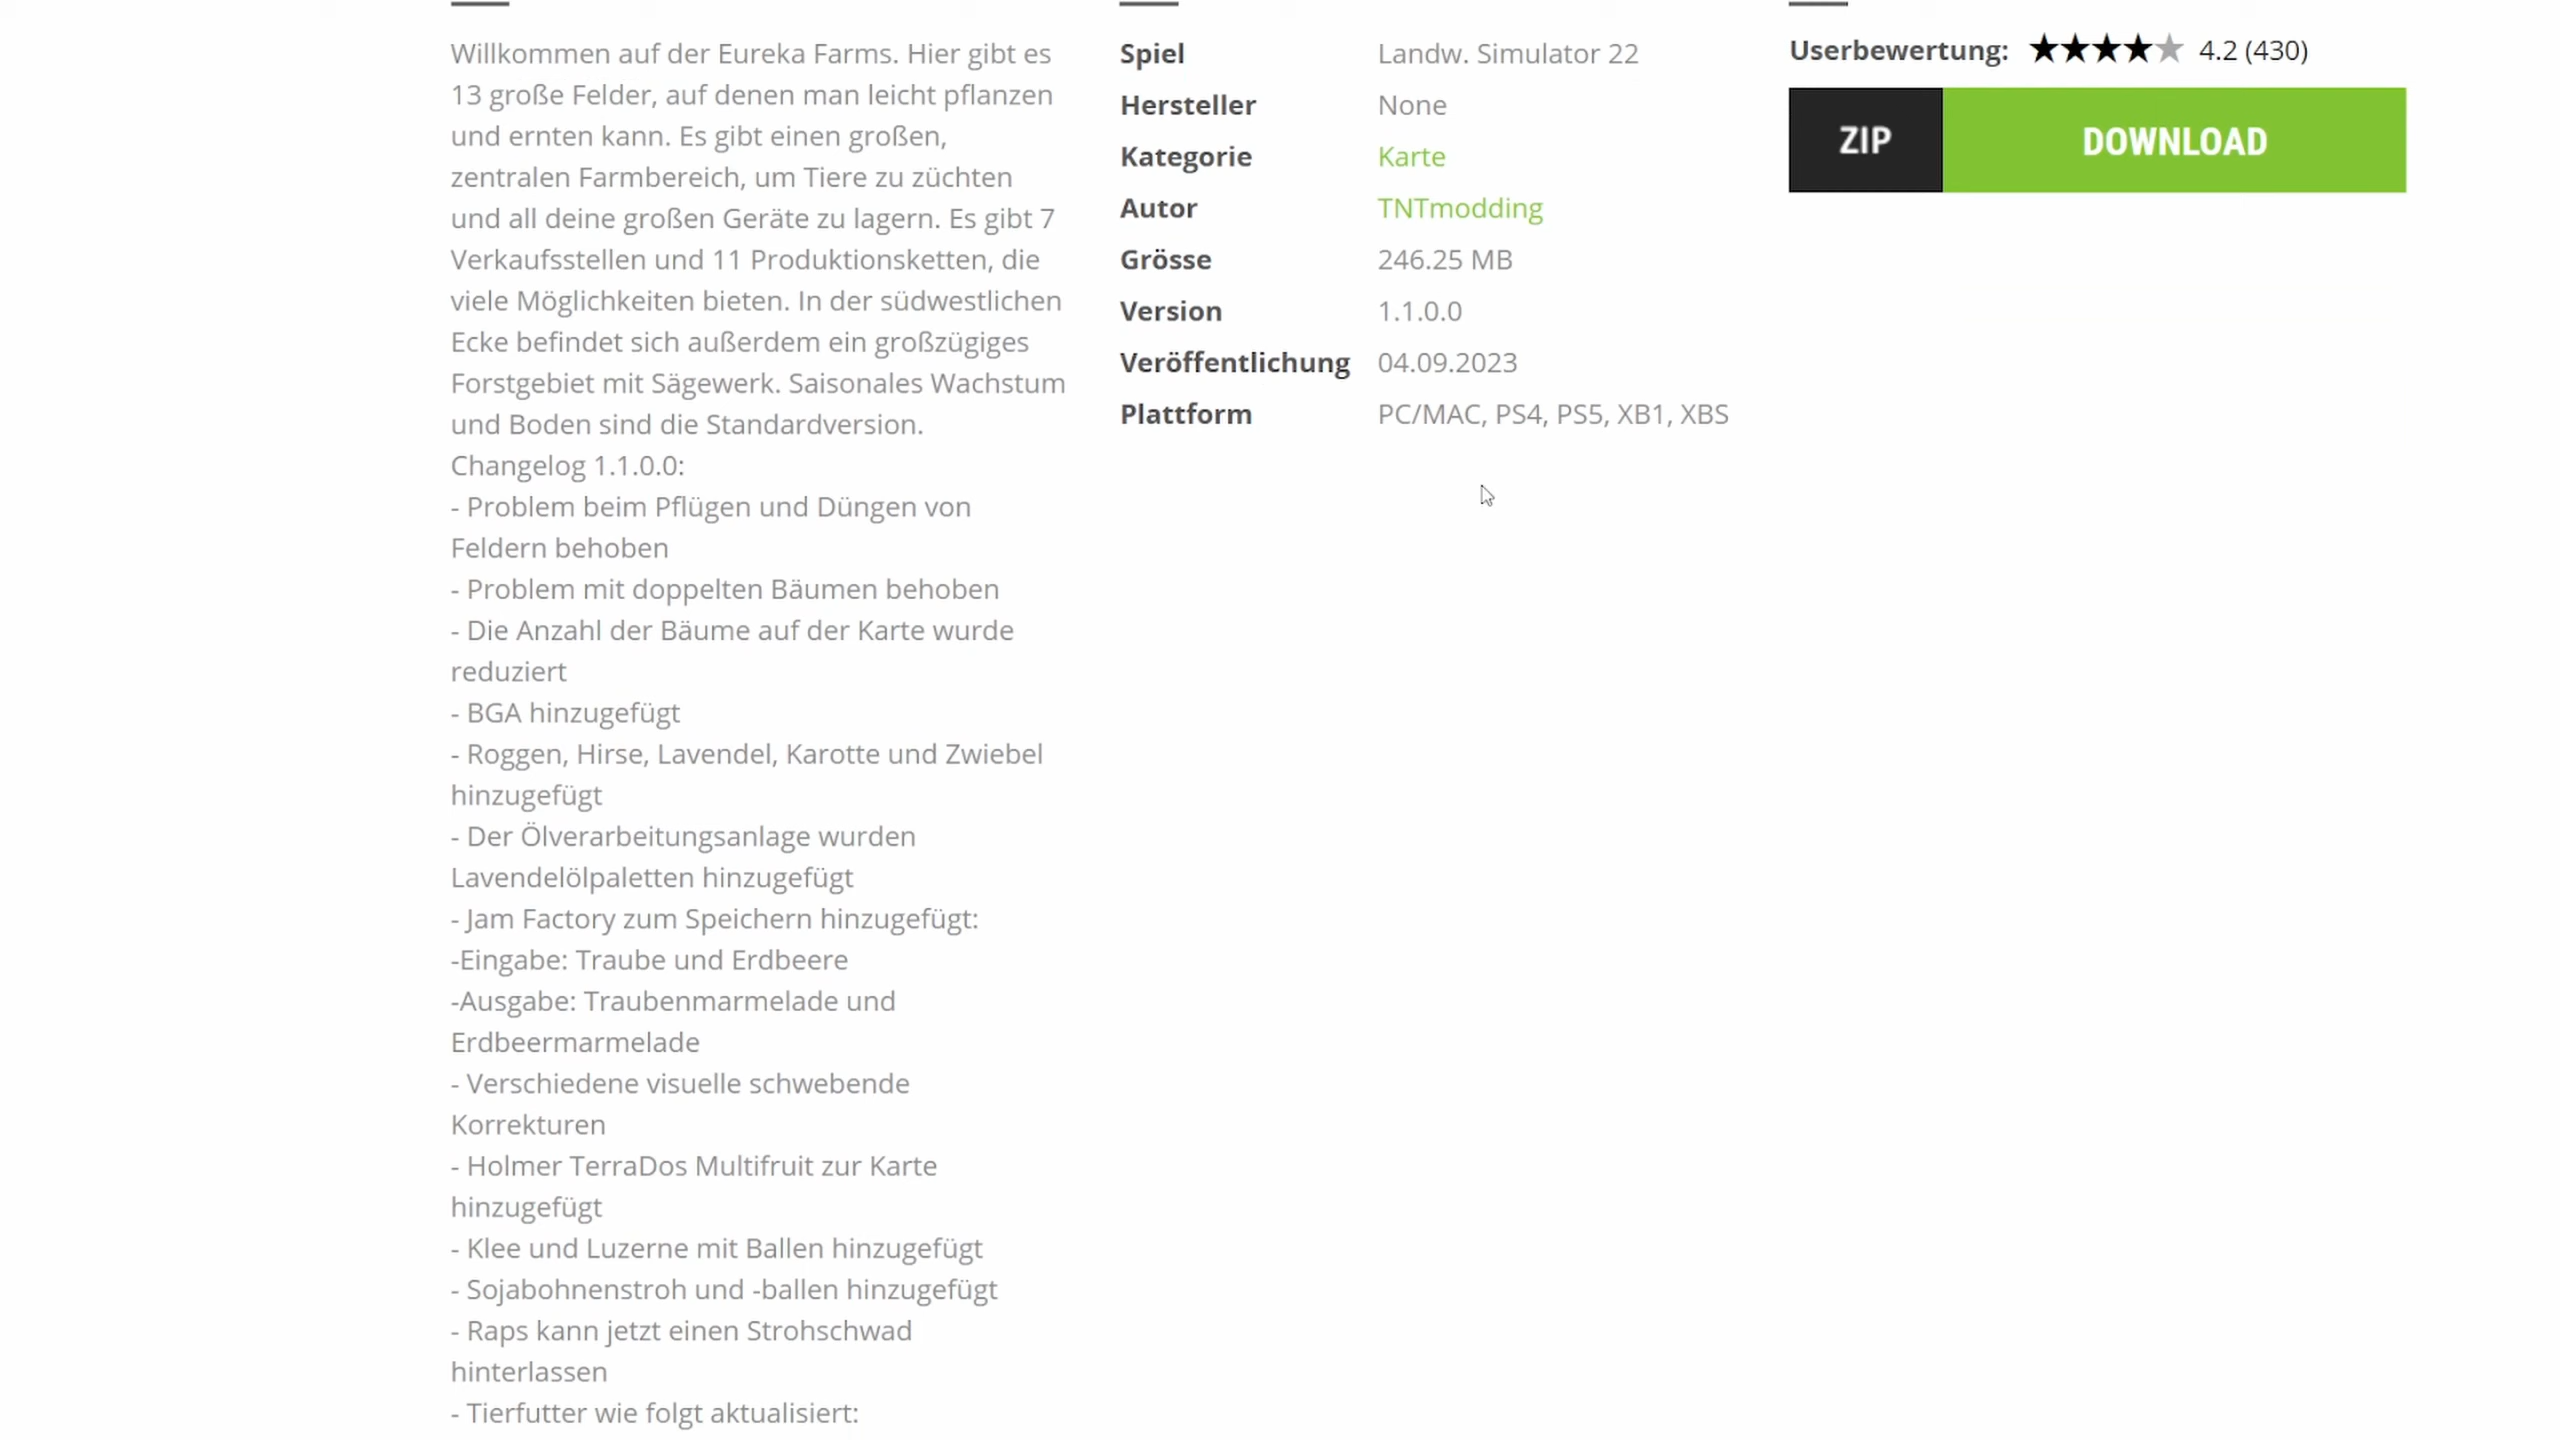 Willkommen auf der Eureka Farms. Hier gibt es
13 große Felder, auf denen man leicht pflanzen
und ernten kann. Es gibt einen großen,
zentralen Farmbereich, um Tiere zu züchten
und all deine großen Geräte zu lagern. Es gibt 7
Verkaufsstellen und 11 Produktionsketten, die
viele Möglichkeiten bieten. In der südwestlichen
Ecke befindet sich außerdem ein großzügiges
Forstgebiet mit Sägewerk. Saisonales Wachstum
und Boden sind die Standardversion.
Changelog 1.1.0.0:
- Problem beim Pflügen und Düngen von
Feldern behoben
- Problem mit doppelten Bäumen behoben
- Die Anzahl der Bäume auf der Karte wurde
reduziert
- BGA hinzugefügt
- Roggen, Hirse, Lavendel, Karotte und Zwiebel
hinzugefügt
- Der Ölverarbeitungsanlage wurden
Lavendelölpaletten hinzugefügt
- Jam Factory zum Speichern hinzugefügt:
-Eingabe: Traube und Erdbeere
-Ausgabe: Traubenmarmelade und
Erdbeermarmelade
- Verschiedene visuelle schwebende
Korrekturen
- Holmer TerraDos Multifruit zur Karte
hinzugefügt
- Klee und Luzerne mit Ballen hinzugefügt
- Sojabohnenstroh und -ballen hinzugefügt
- Raps kann jetzt einen Strohschwad
hinterlassen
- Tierfutter wie folgt aktualisiert:
Spiel Landw. Simulator 22
Hersteller None
Kategorie Karte
Autor TNTmodding
Grösse 246.25 MB
Version 1.1.0.0
Veröffentlichung 04.09.2023
Plattform PC/MAC, PS4, PS5, XB1, XBS
Userbewertung: ★★★★★ 4.2 (430)
ZIP DOWNLOAD